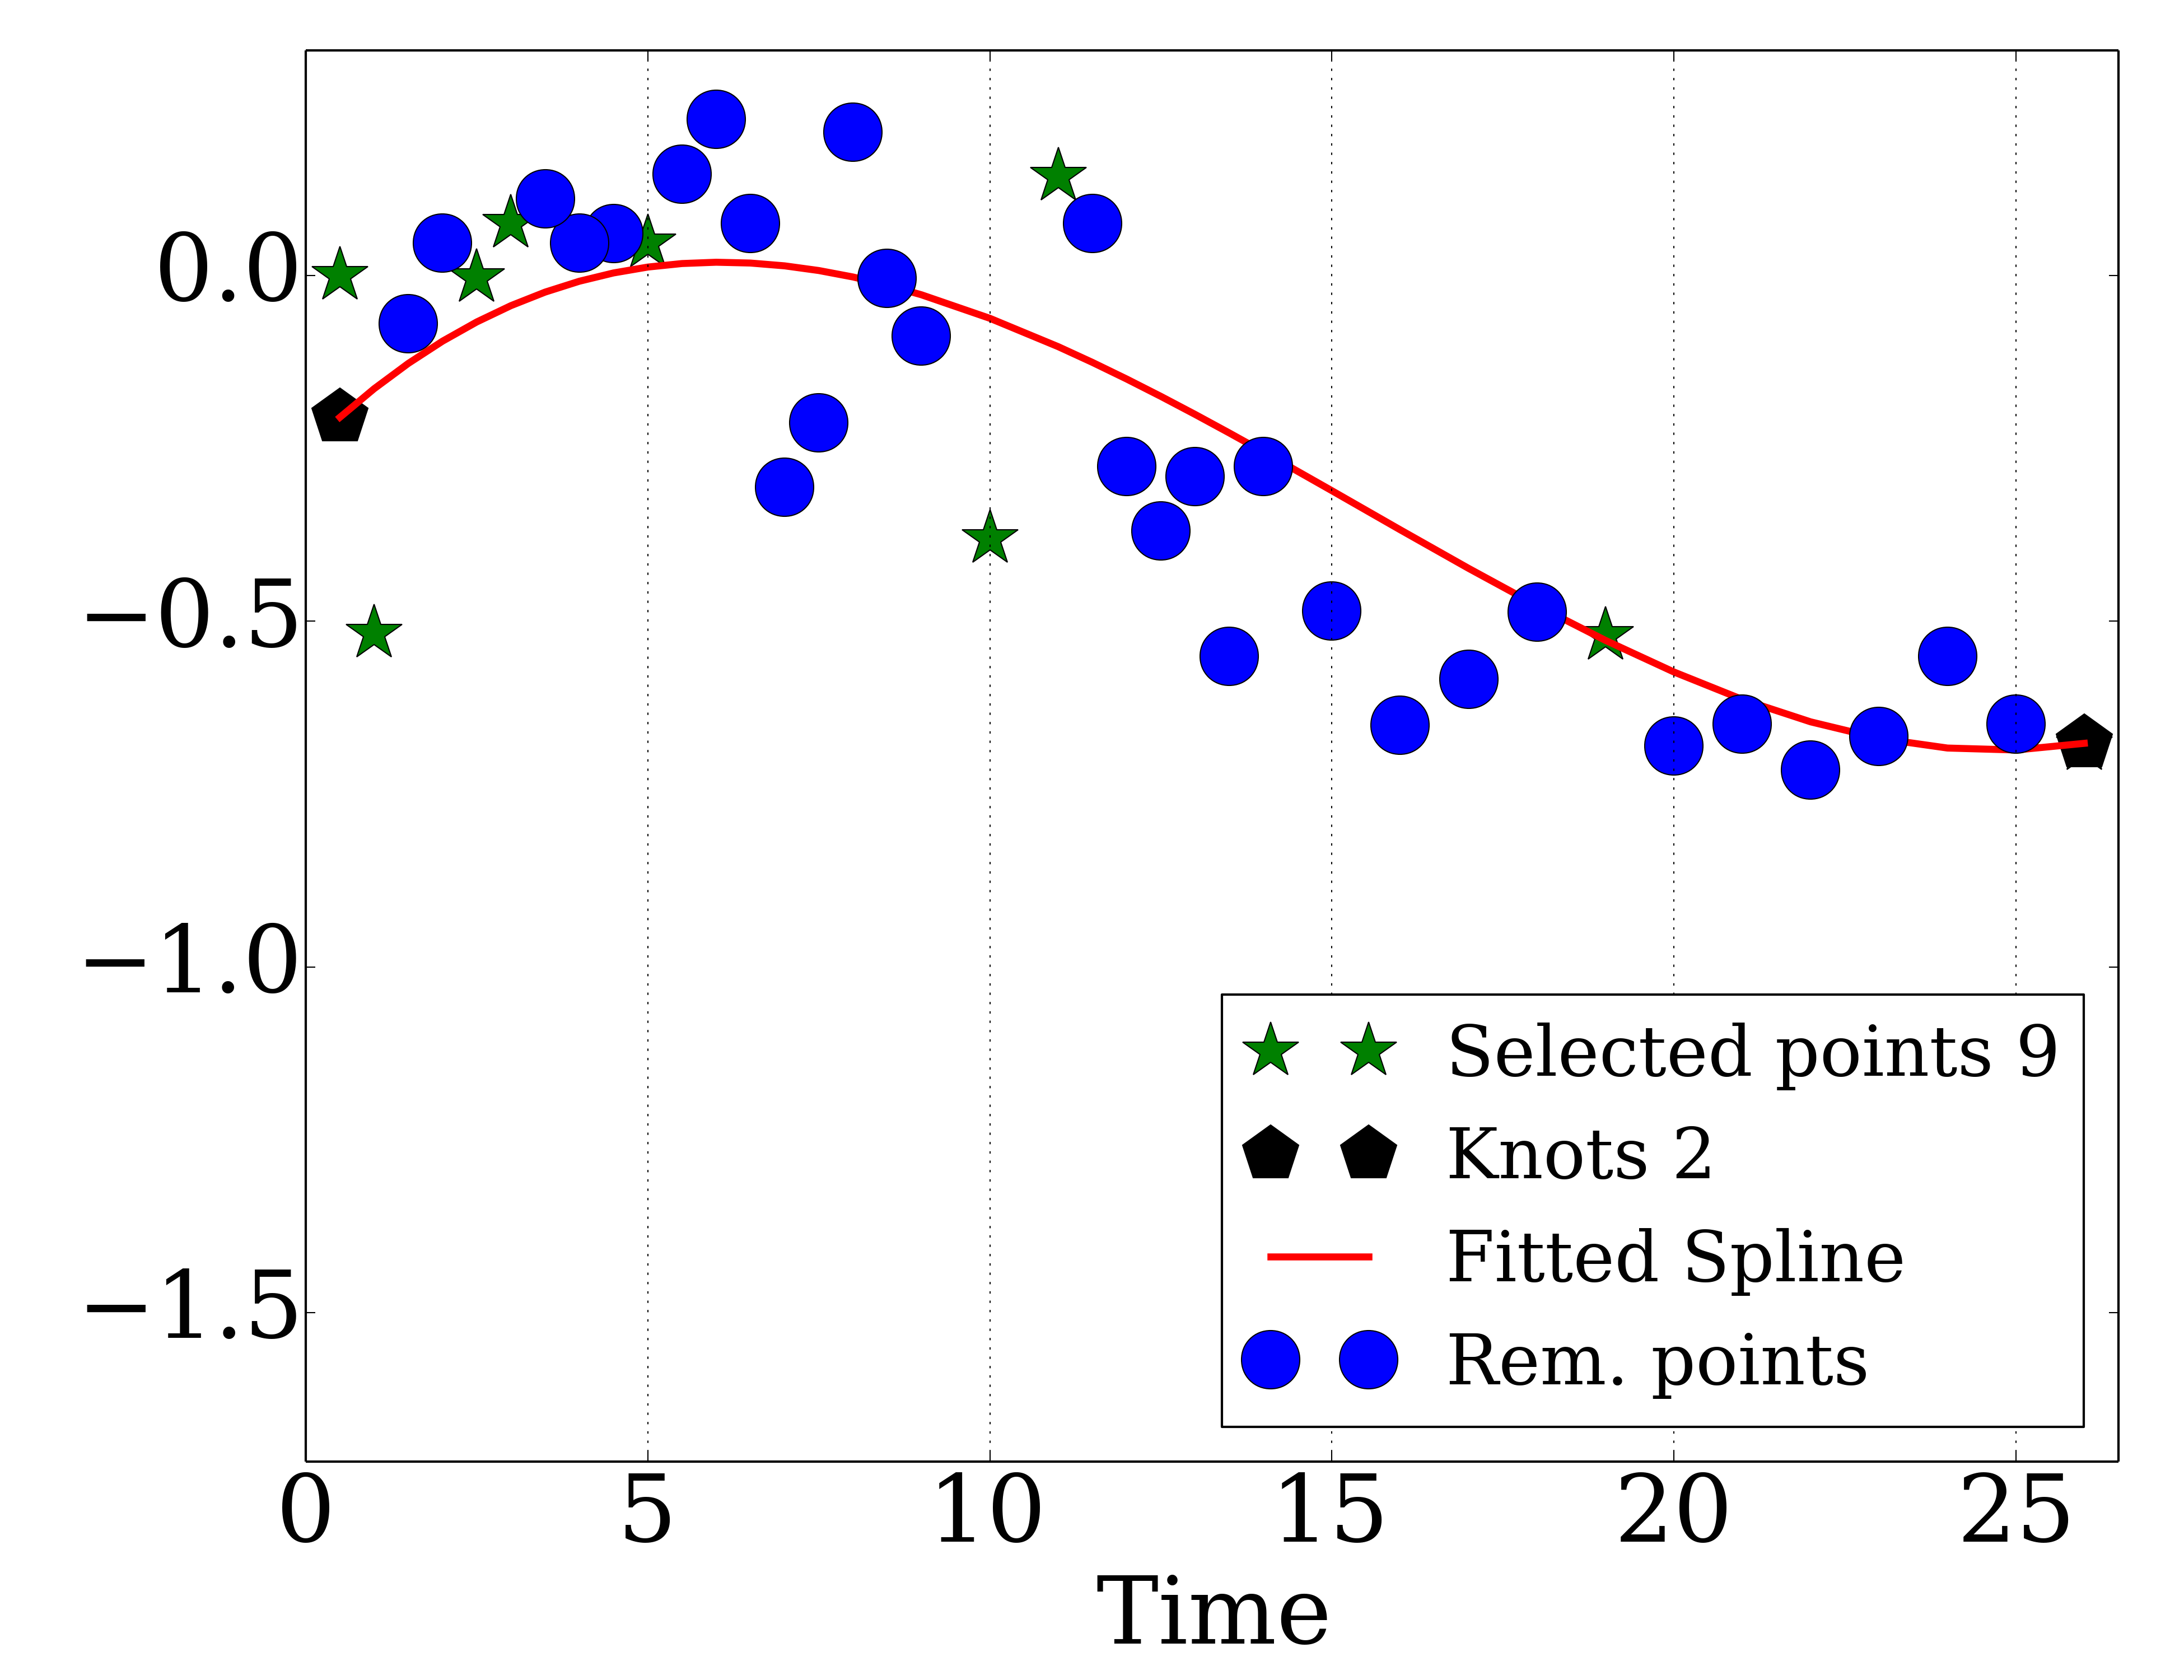 0.0
−0.5
−1.0
−1.5
Selected points 9
Knots 2
Fitted Spline
Rem. points
0 5 10 15 20 25
Time